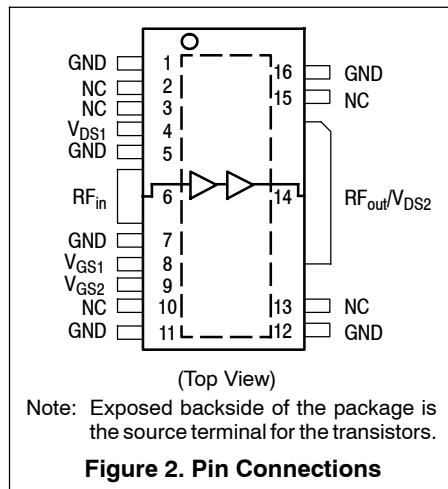 GND 1
NC 2
NC 3
VDS1 4
GND 5
RFin 6
GND 7
VGS1 8
VGS2 9
NC 10
GND 11
16 GND
15 NC
14 RFout/VDS2
13 NC
12 GND
(Top View)
Note: Exposed backside of the package is
the source terminal for the transistors.
Figure 2. Pin Connections